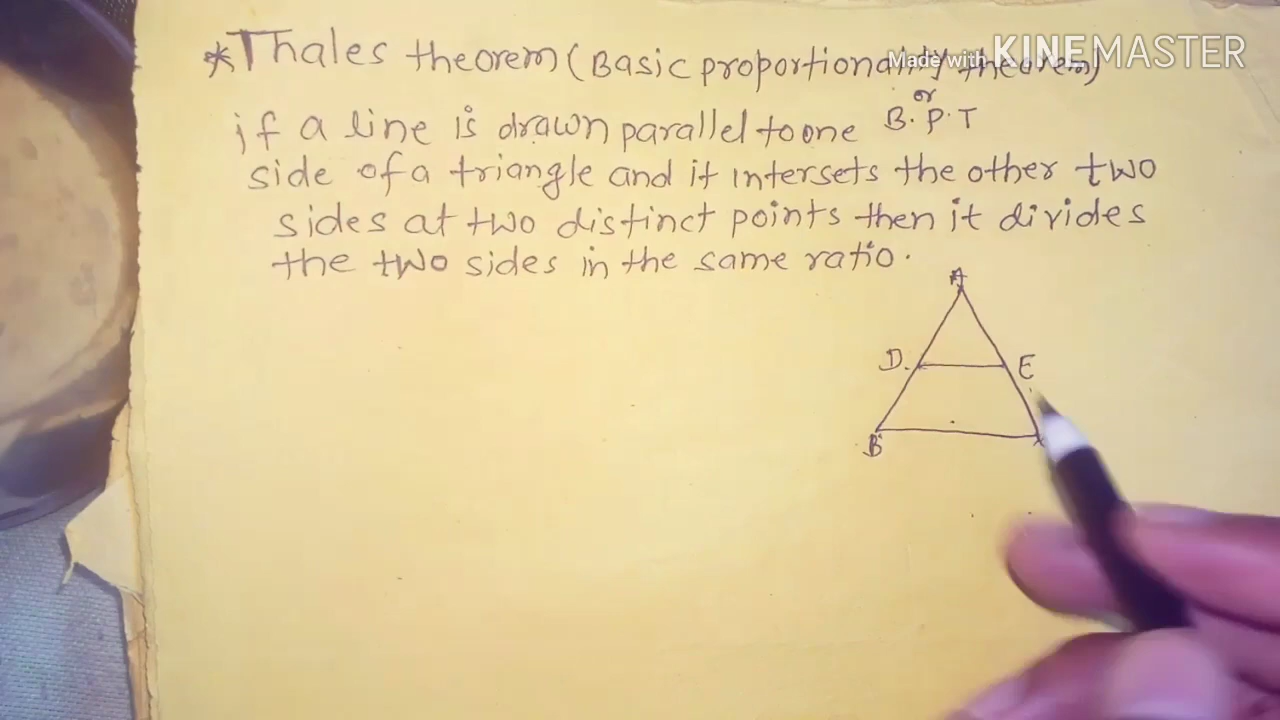 *Thales theorem (Basic proportionality theorem)
Made with KINEMASTER
or
B.P.T
if a line is drawn parallel to one
side of a triangle and it intersets the other two
sides at two distinct points then it divides
the two sides in the same ratio.
A
D. E
B